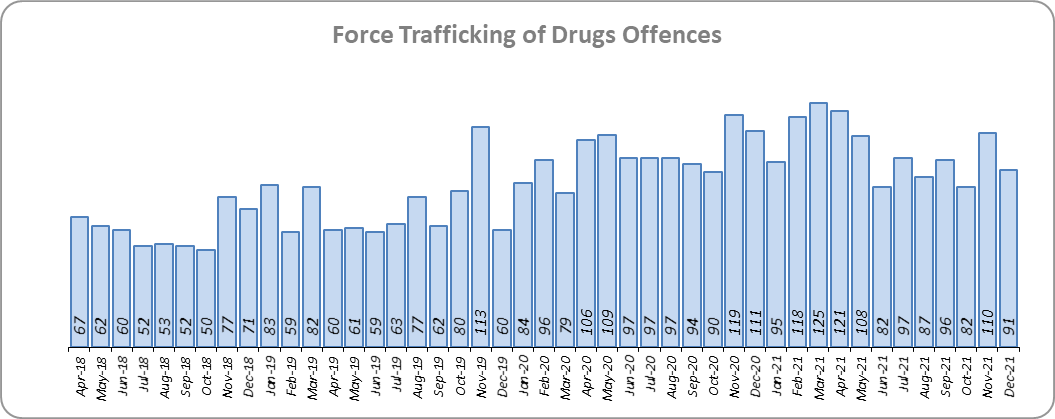 Force Trafficking of Drugs Offences
67 62 60 52 53 52 50 77 71 83 59 82 60 61 59 63 77 62 80 113 60 84 96 79 106 109 97 97 97 94 90 119 111 95 118 125 121 108 82 97 87 96 82 110 91
Apr-18 May-18 Jun-18 Jul-18 Aug-18 Sep-18 Oct-18 Nov-18 Dec-18 Jan-19 Feb-19 Mar-19 Apr-19 May-19 Jun-19 Jul-19 Aug-19 Sep-19 Oct-19 Nov-19 Dec-19 Jan-20 Feb-20 Mar-20 Apr-20 May-20 Jun-20 Jul-20 Aug-20 Sep-20 Oct-20 Nov-20 Dec-20 Jan-21 Feb-21 Mar-21 Apr-21 May-21 Jun-21 Jul-21 Aug-21 Sep-21 Oct-21 Nov-21 Dec-21